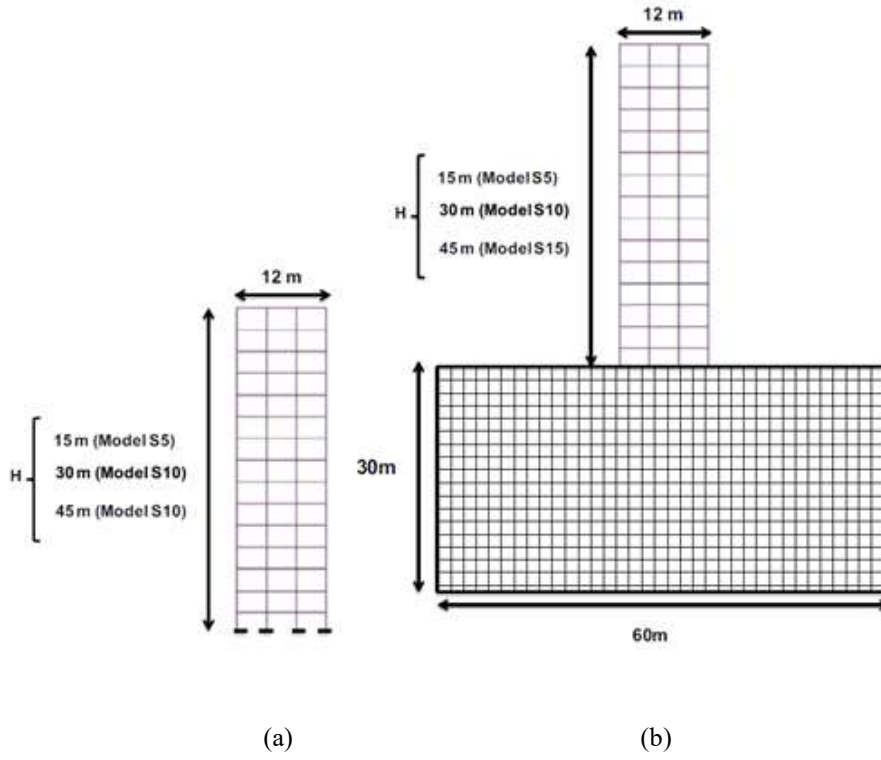 12 m
15 m (Model S5)
H
30 m (Model S10)
45 m (Model S15)
12 m
15 m (Model S5)
H
30 m (Model S10)
45 m (Model S10)
30m
60m
(a)
(b)